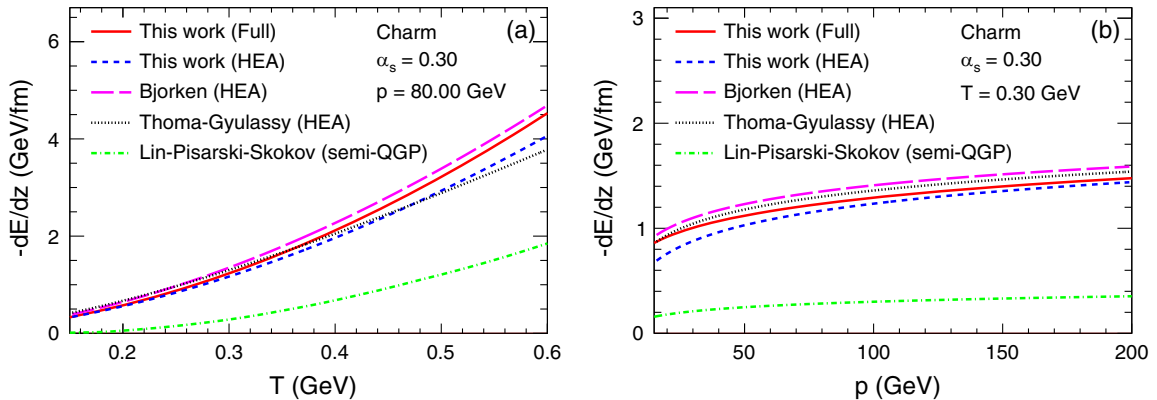 (a)
This work (Full)
This work (HEA)
Bjorken (HEA)
Thoma-Gyulassy (HEA)
Lin-Pisarski-Skokov (semi-QGP)
Charm
αs = 0.30
p = 80.00 GeV
-dE/dz (GeV/fm)
6
4
2
0
0.2
0.3
0.4
0.5
0.6
T (GeV)
(b)
This work (Full)
This work (HEA)
Bjorken (HEA)
Thoma-Gyulassy (HEA)
Lin-Pisarski-Skokov (semi-QGP)
Charm
αs = 0.30
T = 0.30 GeV
-dE/dz (GeV/fm)
3
2
1
0
50
100
150
200
p (GeV)